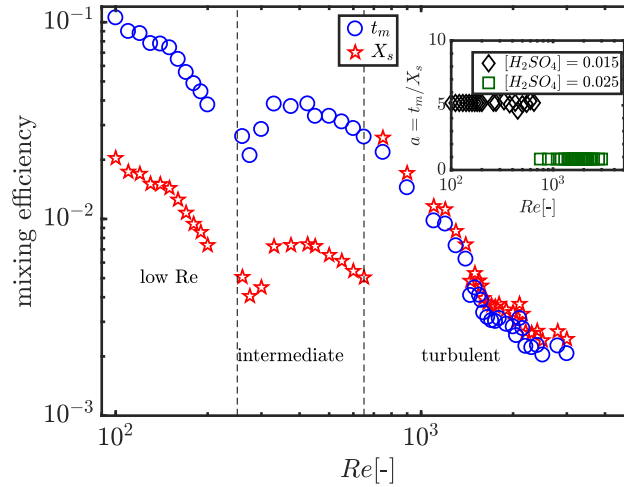 10^{-1}
10^{-2}
10^{-3}
mixing efficiency
t_m
X_s
low Re
intermediate
turbulent
10^2
10^3
Re[-]
10
5
0
a = t_m/X_s
[H_2SO_4] = 0.015
[H_2SO_4] = 0.025
10^2
10^3
Re[-]